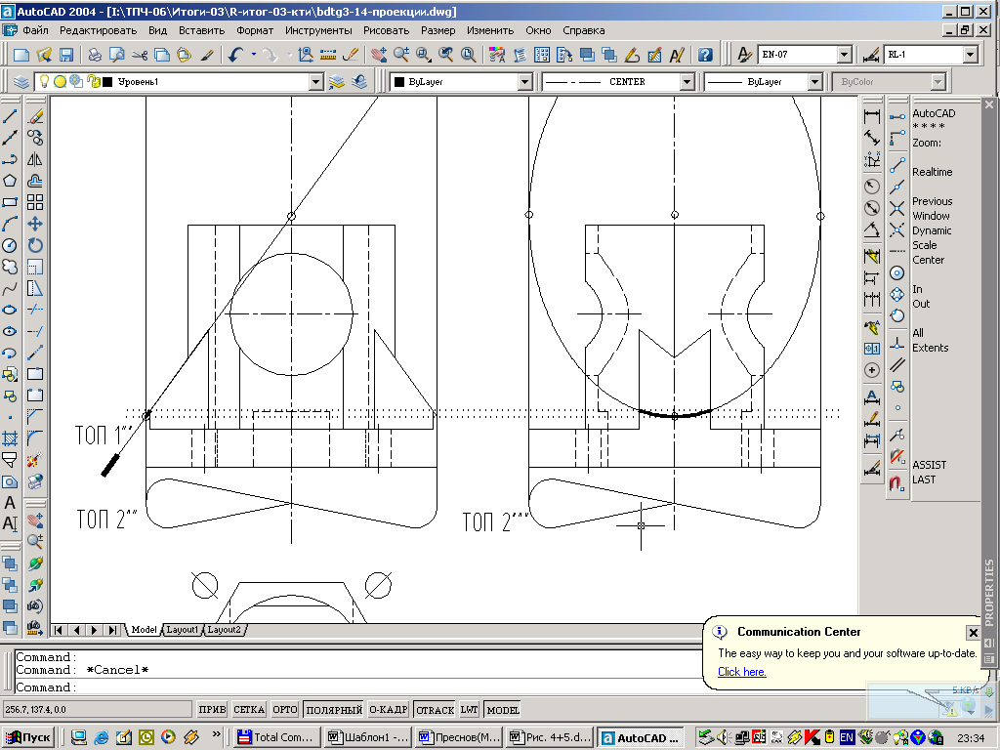 AutoCAD 2004 - [I:\ТПЧ-06\Итоги-03\R-итог-03-кти\bdtg3-14-проекции.dwg]
Файл Редактировать Вид Вставить Формат Инструменты Рисовать Размер Изменить Окно Справка
EN-07 RL-1
Уровень1 ByLayer CENTER ByLayer ByColor
AutoCAD
* * * *
Zoom:
Realtime
Previous
Window
Dynamic
Scale
Center
In
Out
All
Extents
ASSIST
LAST
PROPERTIES
ТОП 1""
ТОП 2""
ТОП 2"""
Model Layout1 Layout2
Command:
Command: *Cancel*
Command:
Communication Center
The easy way to keep you and your software up-to-date.
Click here.
5 KB/s
256.7, 137.4, 0.0 ПРИВ СЕТКА ОРТО ПОЛЯРНЫЙ О-КАДР OTRACK LWT MODEL
Пуск » Total Com... Шаблон1 -... Преснов(М... Рис. 4+5.d... AutoCAD ... EN 23:34